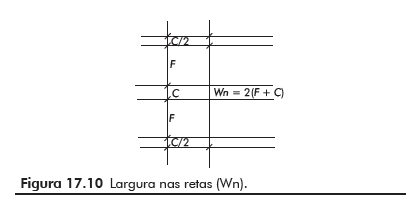 C/2
F
C Wn = 2(F + C)
F
C/2
Figura 17.10 Largura nas retas (Wn).